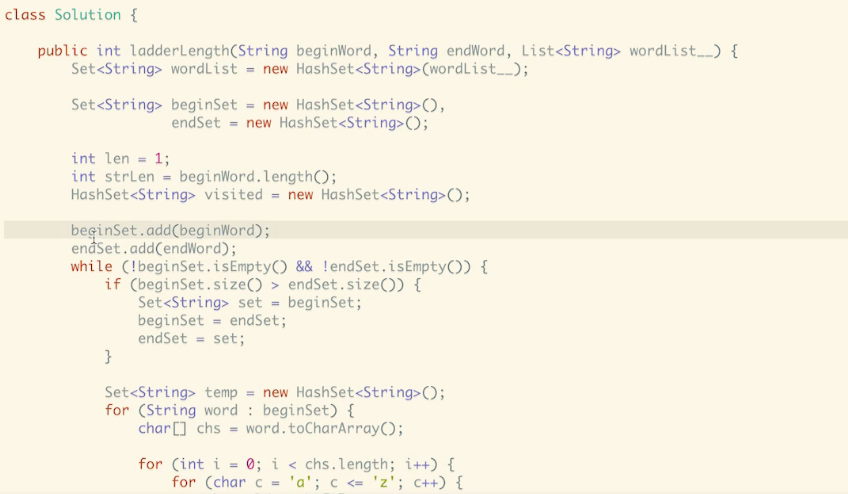 class Solution {
public int ladderLength(String beginWord, String endWord, List<String> wordList__) {
Set<String> wordList = new HashSet<String>(wordList__);
Set<String> beginSet = new HashSet<String>(),
endSet = new HashSet<String>();
int len = 1;
int strLen = beginWord.length();
HashSet<String> visited = new HashSet<String>();
beginSet.add(beginWord);
endSet.add(endWord);
while (!beginSet.isEmpty() && !endSet.isEmpty()) {
if (beginSet.size() > endSet.size()) {
Set<String> set = beginSet;
beginSet = endSet;
endSet = set;
}
Set<String> temp = new HashSet<String>();
for (String word : beginSet) {
char[] chs = word.toCharArray();
for (int i = 0; i < chs.length; i++) {
for (char c = 'a'; c <= 'z'; c++) {